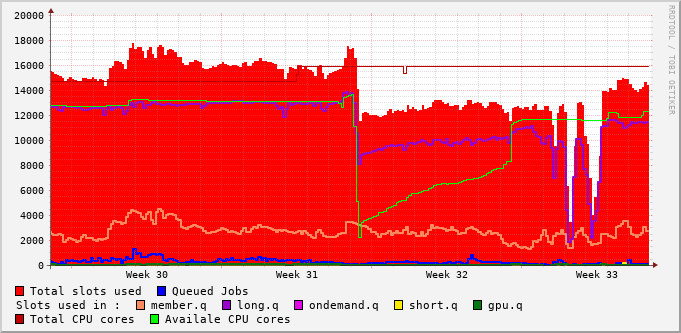 RRDTOOL / TOBI OETIKER
20000
18000
16000
14000
12000
10000
8000
6000
4000
2000
0
Week 30 Week 31 Week 32 Week 33
Total slots used Queued Jobs
Slots used in : member.q long.q ondemand.q short.q gpu.q
Total CPU cores Availale CPU cores